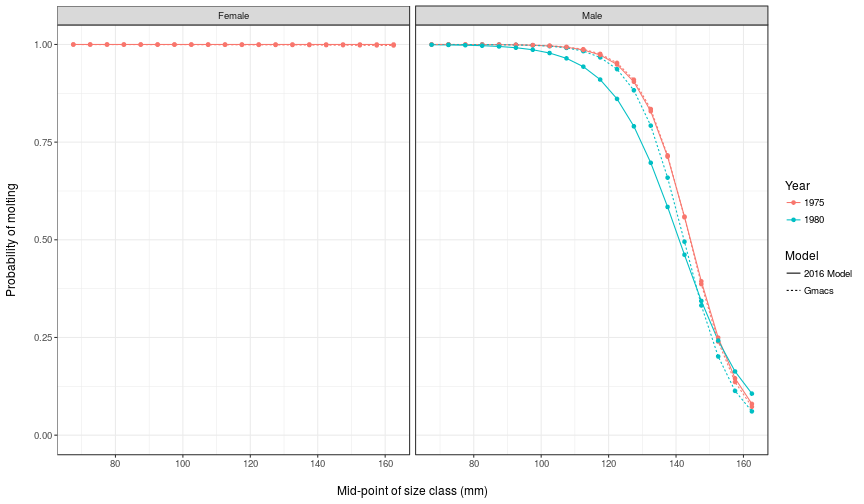 Female
Male
1.00
0.75
0.50
0.25
0.00
Probability of molting
80
100
120
140
160
80
100
120
140
160
Mid-point of size class (mm)
Year
1975
1980
Model
2016 Model
Gmacs